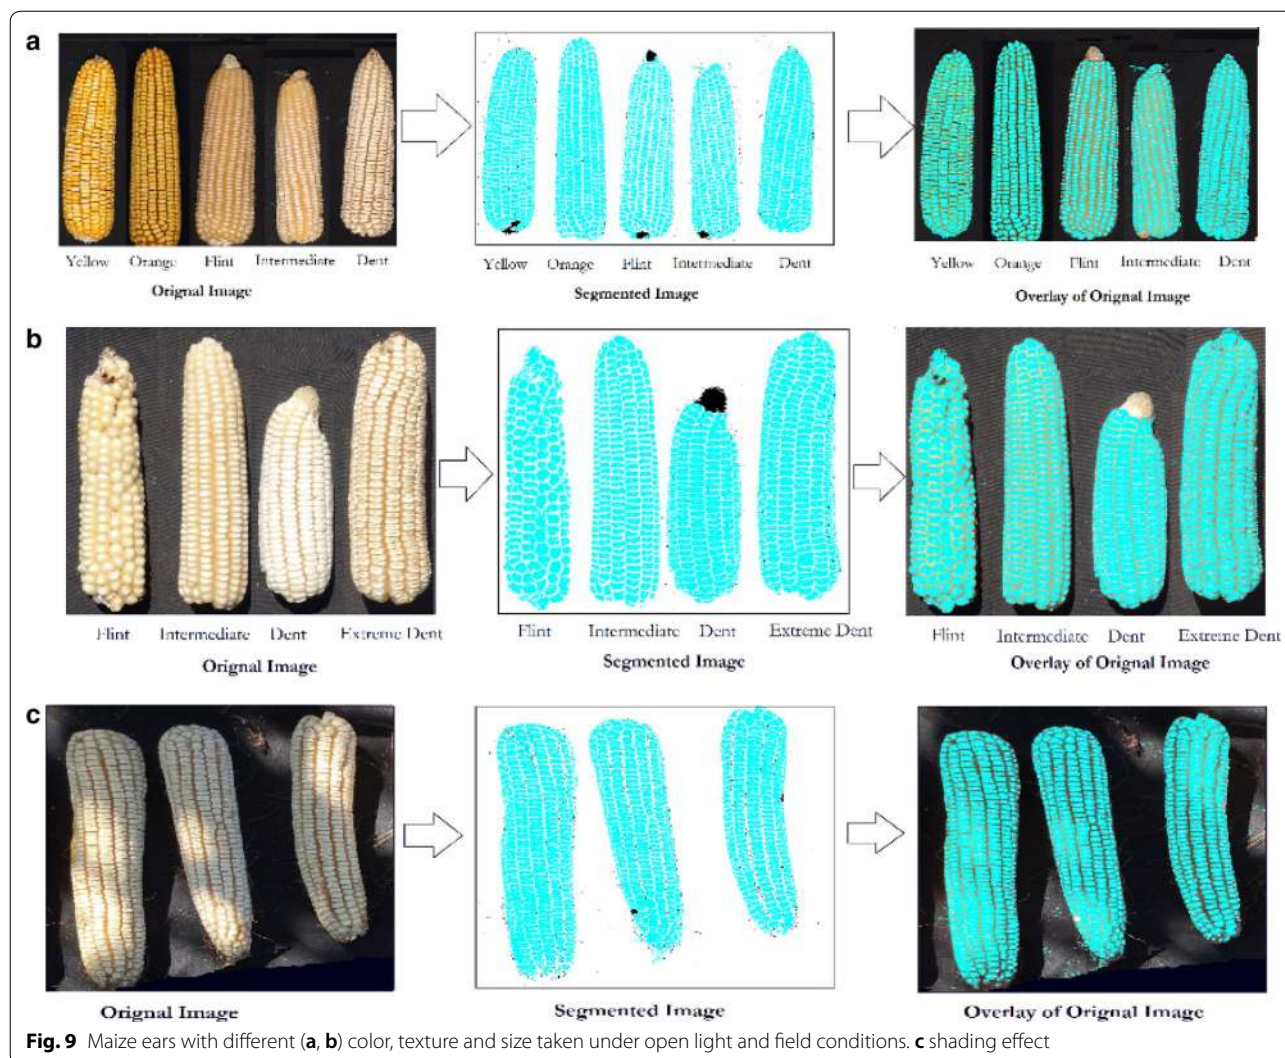 a
Yellow Orange Flint Intermediate Dent
Orignal Image
Yellow Orange Flint Intermediate Dent
Segmented Image
Yellow Orange Flint Intermediate Dent
Overlay of Orignal Image
b
Flint Intermediate Dent Extreme Dent
Orignal Image
Flint Intermediate Dent Extreme Dent
Segmented Image
Flint Intermediate Dent Extreme Dent
Overlay of Orignal Image
c
Orignal Image
Segmented Image
Overlay of Orignal Image
Fig. 9 Maize ears with different (a, b) color, texture and size taken under open light and field conditions. c shading effect